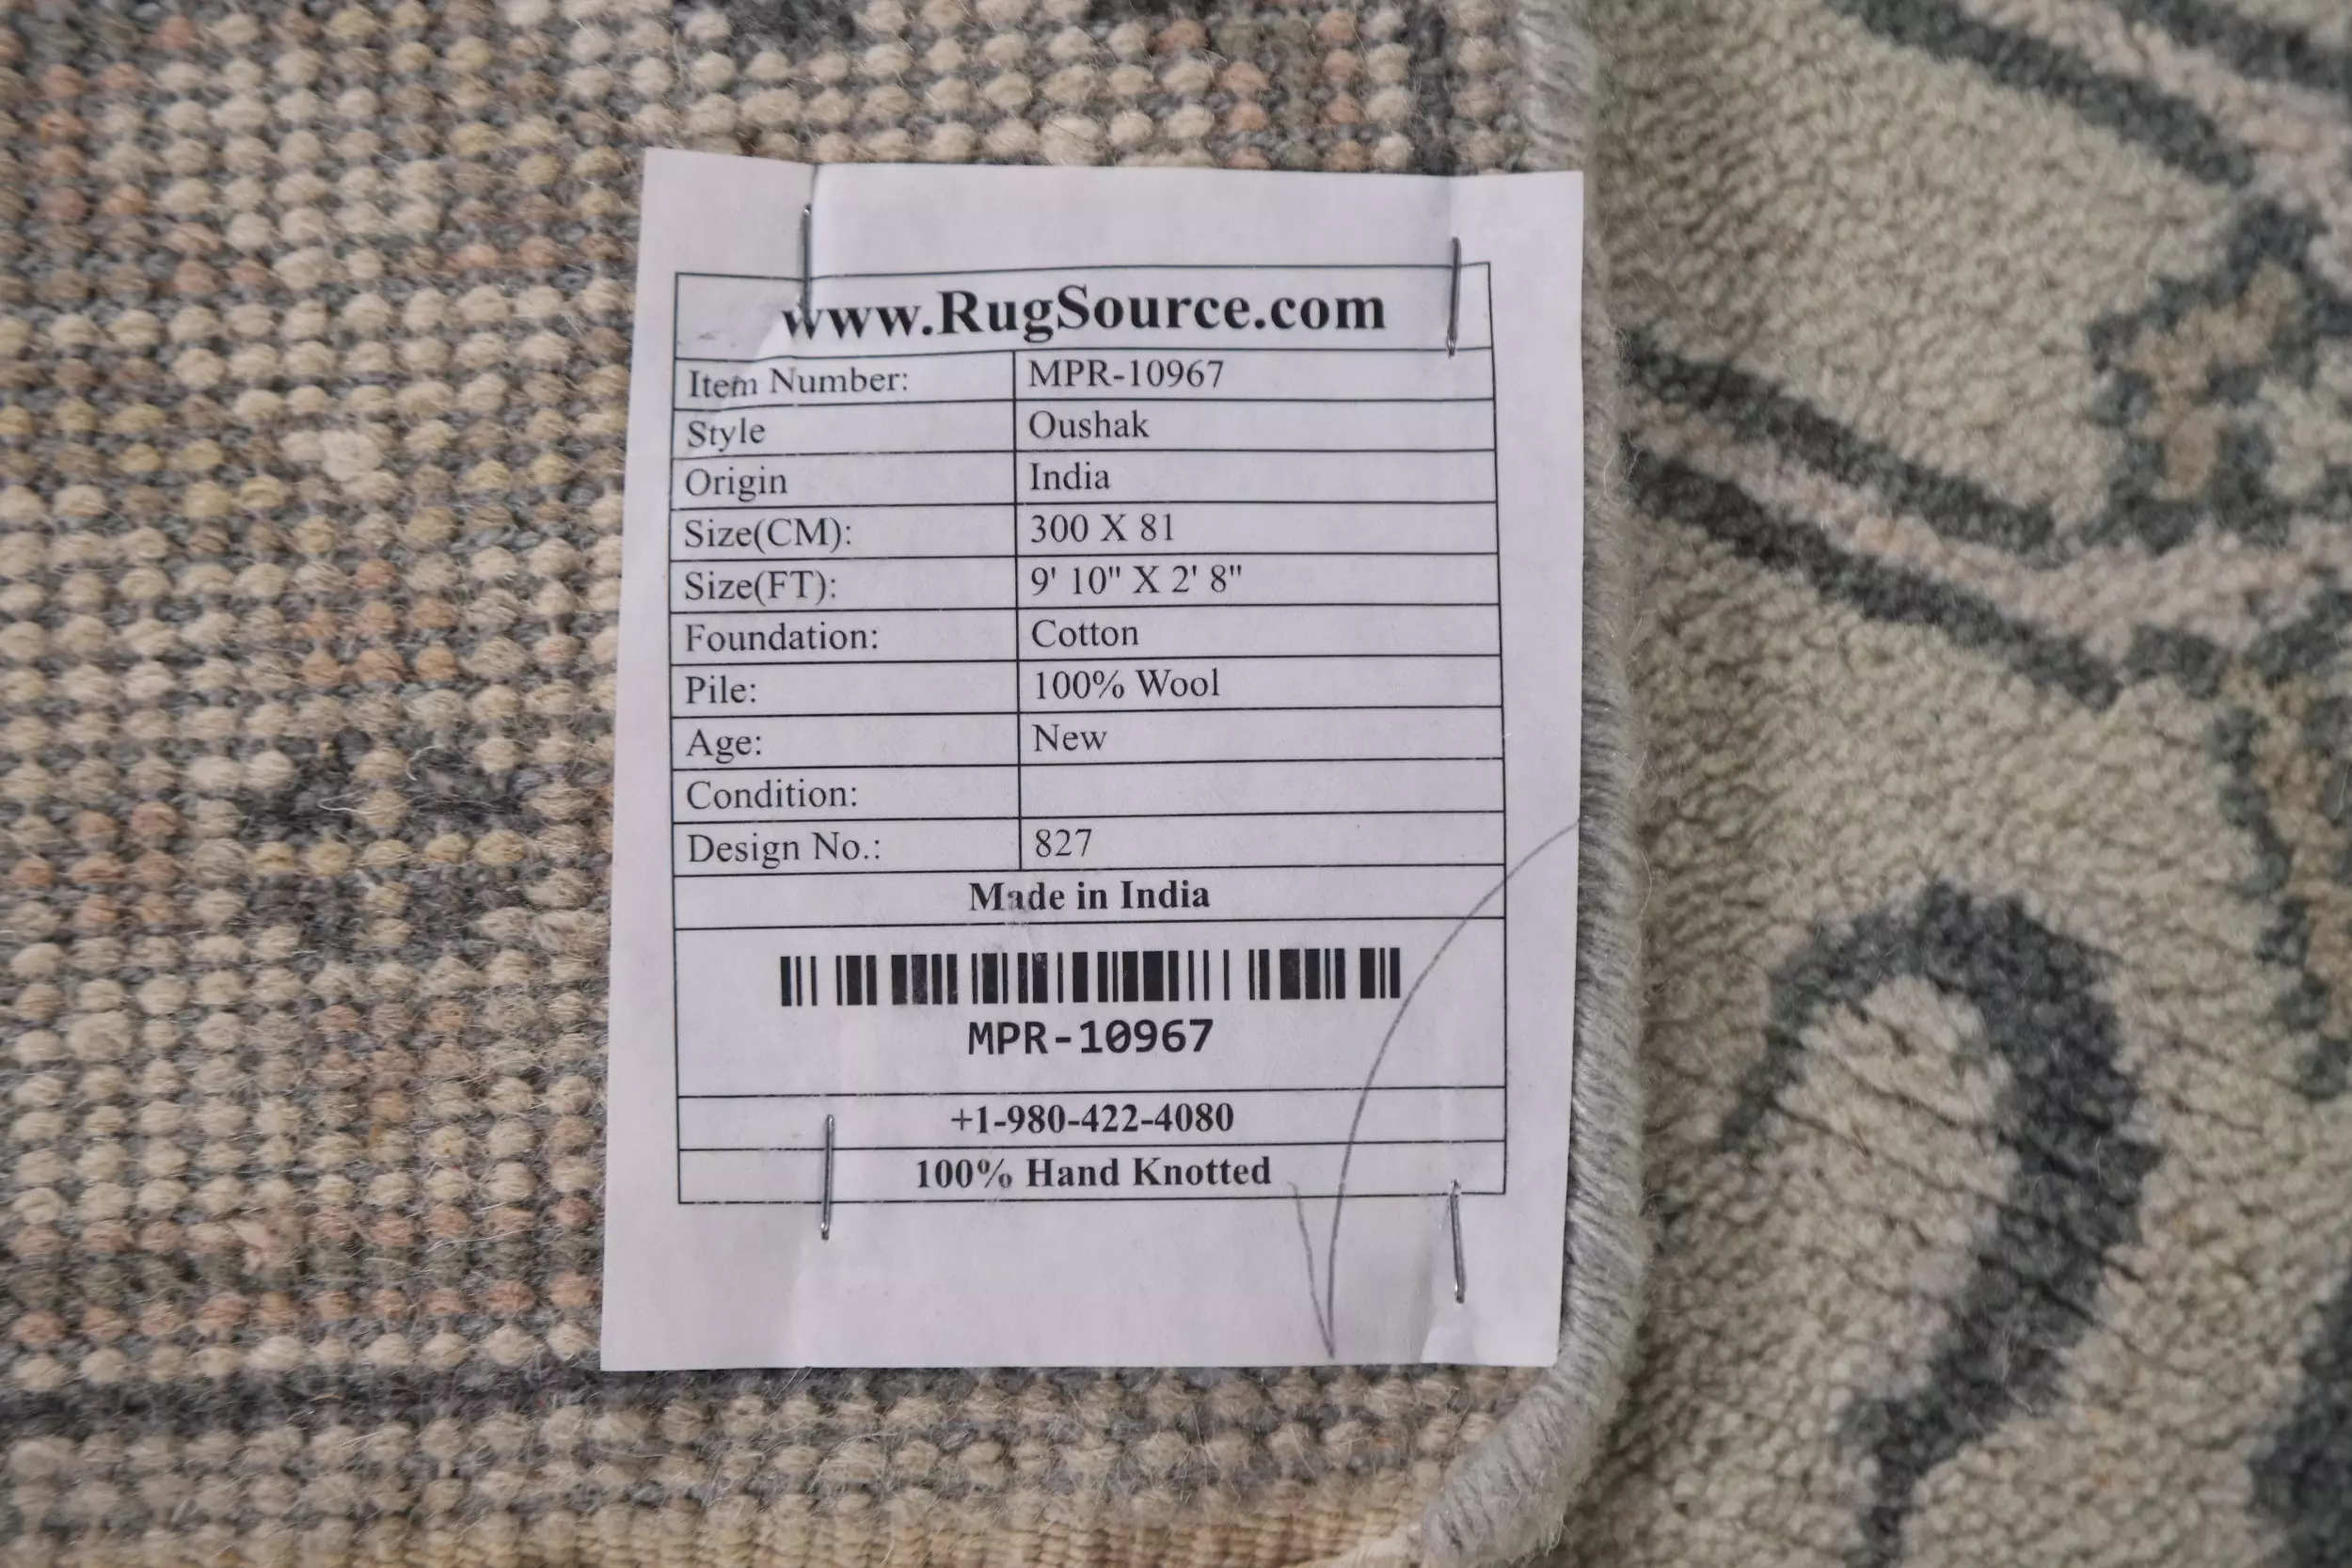 www.RugSource.com
Item Number: MPR-10967
Style Oushak
Origin India
Size(CM): 300 X 81
Size(FT): 9' 10" X 2' 8"
Foundation: Cotton
Pile: 100% Wool
Age: New
Condition:
Design No.: 827
Made in India
MPR-10967
+1-980-422-4080
100% Hand Knotted